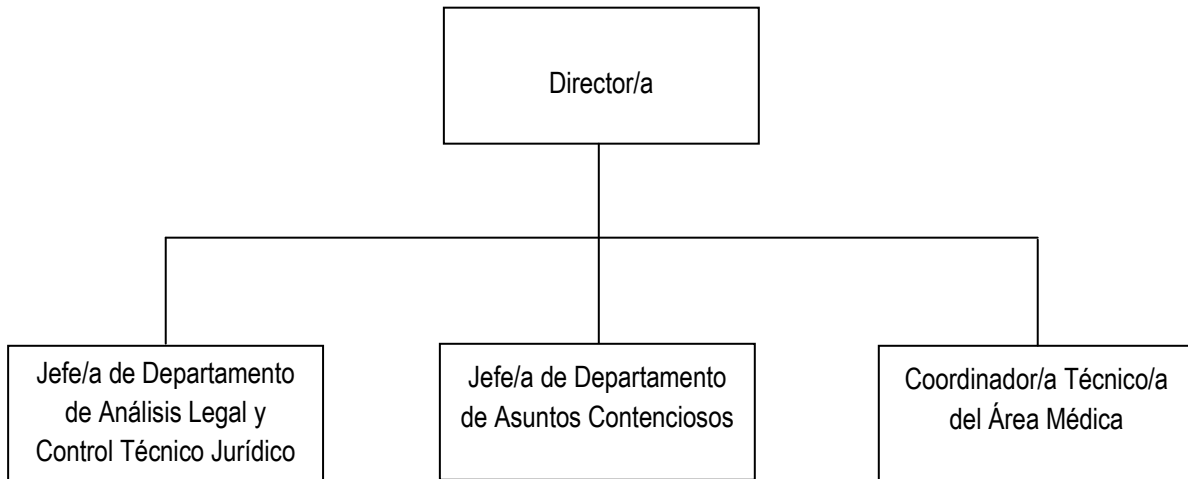 Director/a
Jefe/a de Departamento
de Análisis Legal y
Control Técnico Jurídico
Jefe/a de Departamento
de Asuntos Contenciosos
Coordinador/a Técnico/a
del Área Médica